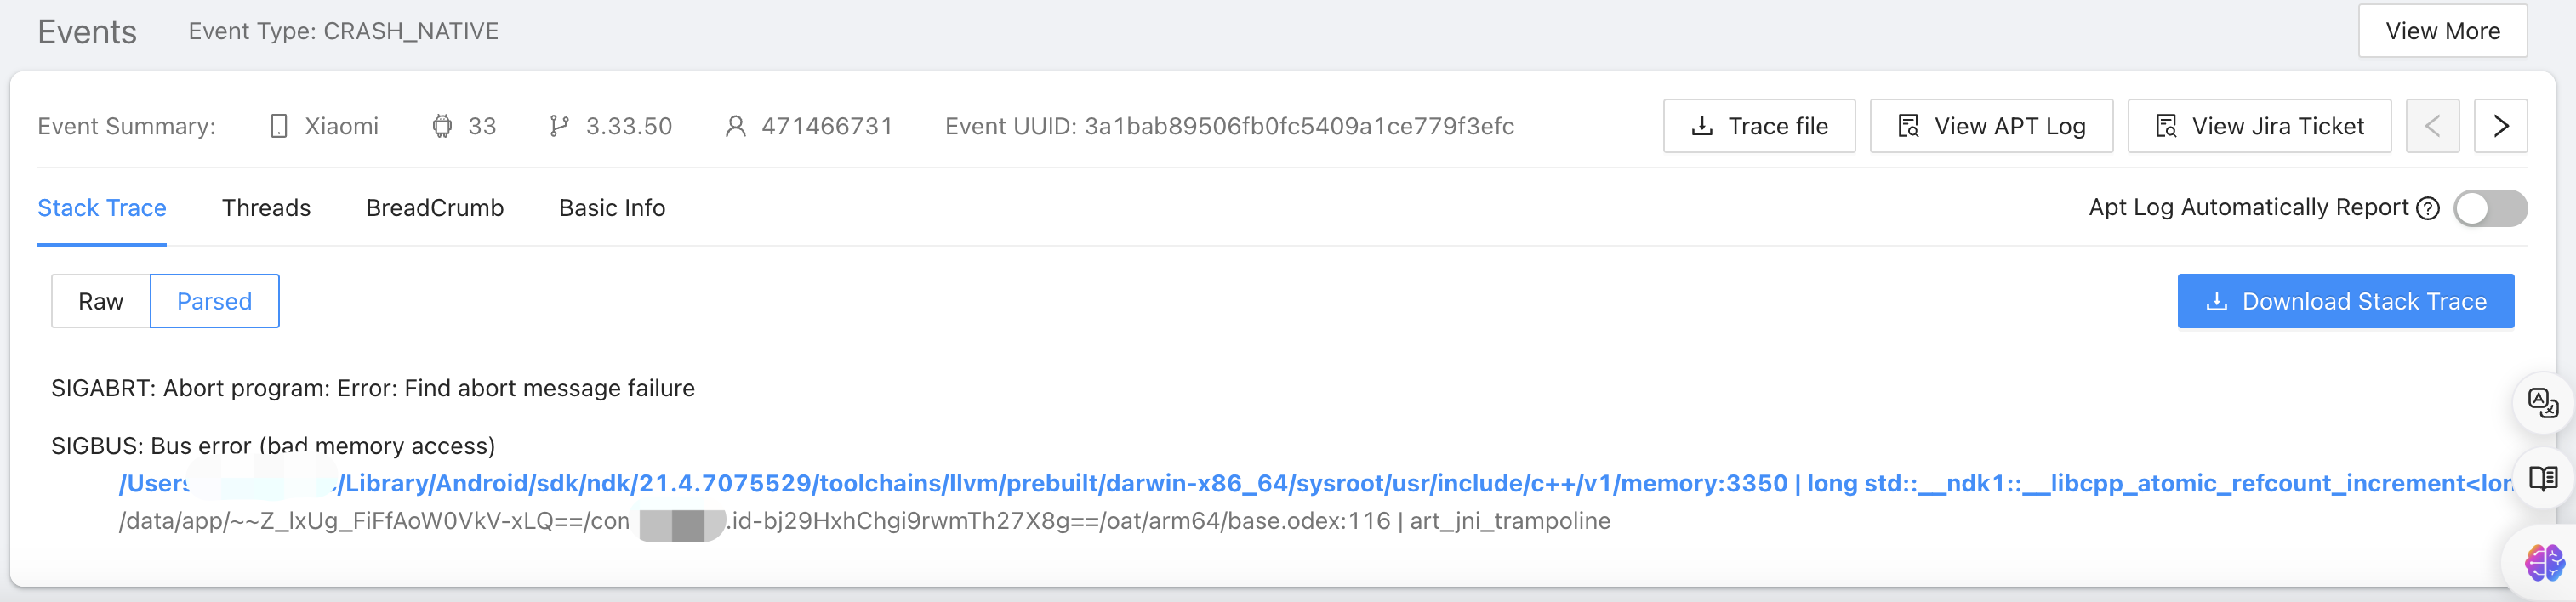 Events Event Type: CRASH_NATIVE View More
Event Summary: Xiaomi 33 3.33.50 471466731 Event UUID: 3a1bab89506fb0fc5409a1ce779f3efc Trace file View APT Log View Jira Ticket
Stack Trace Threads BreadCrumb Basic Info Apt Log Automatically Report
Raw Parsed Download Stack Trace
SIGABRT: Abort program: Error: Find abort message failure
SIGBUS: Bus error (bad memory access)
/Users /Library/Android/sdk/ndk/21.4.7075529/toolchains/llvm/prebuilt/darwin-x86_64/sysroot/usr/include/c++/v1/memory:3350 | long std::__ndk1::__libcpp_atomic_refcount_increment<lon
/data/app/~~Z_lxUg_FiFfAoW0VkV-xLQ==/con .id-bj29HxhChgi9rwmTh27X8g==/oat/arm64/base.odex:116 | art_jni_trampoline